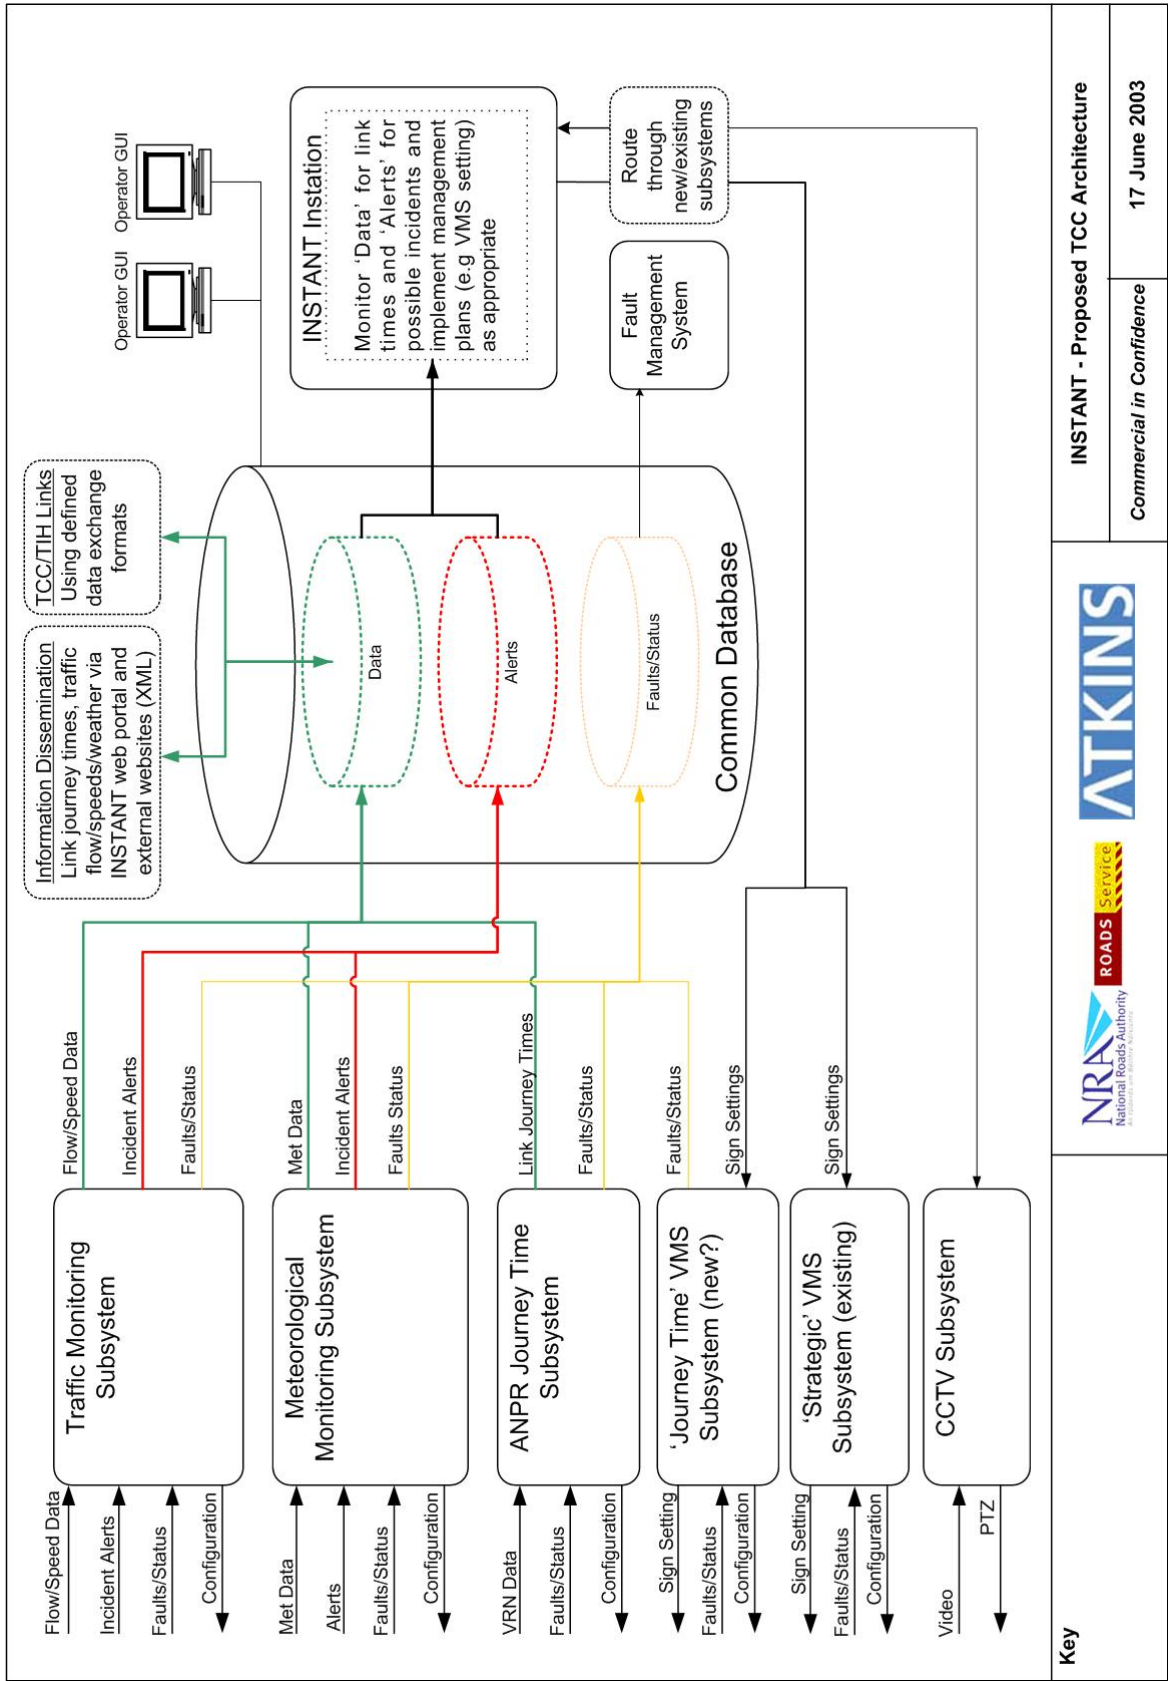 Operator GUI
Operator GUI
TCC/TIH Links
Using defined
data exchange
formats
Information Dissemination
Link journey times, traffic
flow/speeds/weather via
INSTANT web portal and
external websites (XML)
INSTANT Instation
Monitor 'Data' for link
times and 'Alerts' for
possible incidents and
implement management
plans (e.g VMS setting)
as appropriate
Route
through
new/existing
subsystems
Fault
Management
System
Data
Alerts
Faults/Status
Common Database
Flow/Speed Data
Incident Alerts
Faults/Status
Met Data
Incident Alerts
Faults Status
Link Journey Times
Faults/Status
Faults/Status
Sign Settings
Sign Settings
Traffic Monitoring
Subsystem
Meteorological
Monitoring Subsystem
ANPR Journey Time
Subsystem
'Journey Time' VMS
Subsystem (new?)
'Strategic' VMS
Subsystem (existing)
CCTV Subsystem
Flow/Speed Data
Incident Alerts
Faults/Status
Configuration
Met Data
Alerts
Faults/Status
Configuration
VRN Data
Faults/Status
Configuration
Sign Setting
Faults/Status
Configuration
Sign Setting
Faults/Status
Configuration
Video
PTZ
Key
NRA
National Roads Authority
ROADS Service
ATKINS
INSTANT - Proposed TCC Architecture
Commercial in Confidence
17 June 2003